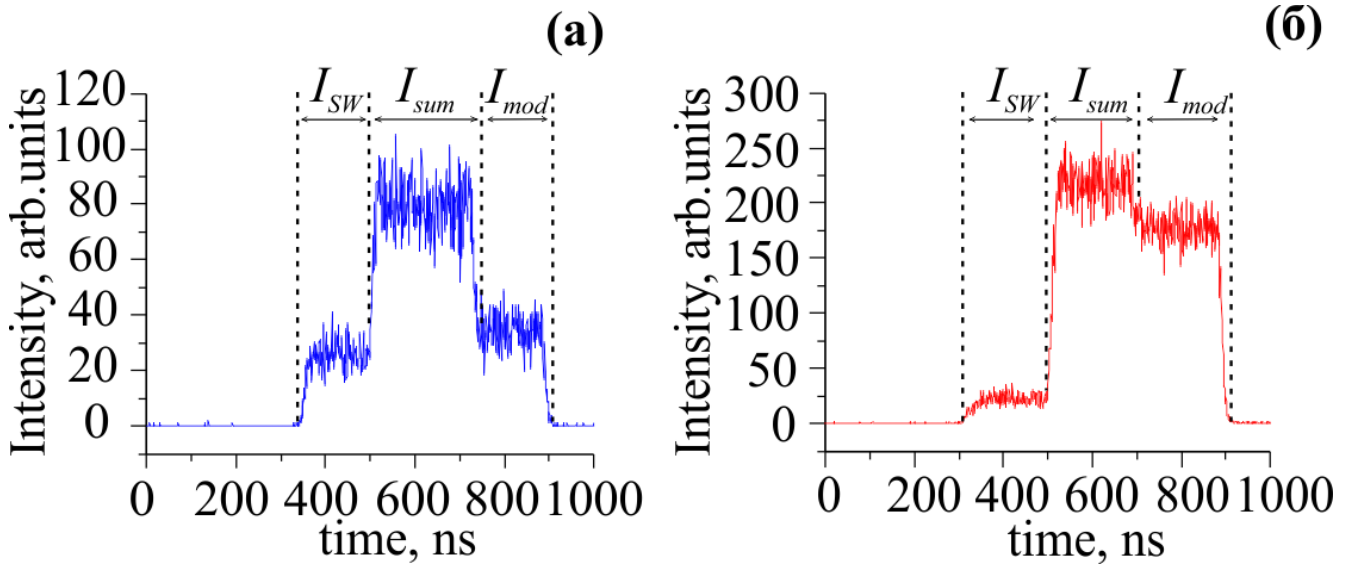 (а)
I_SW I_sum I_mod
120
100
80
60
40
20
0
Intensity, arb.units
0 200 400 600 800 1000
time, ns
(б)
I_SW I_sum I_mod
300
250
200
150
100
50
0
Intensity, arb.units
0 200 400 600 800 1000
time, ns